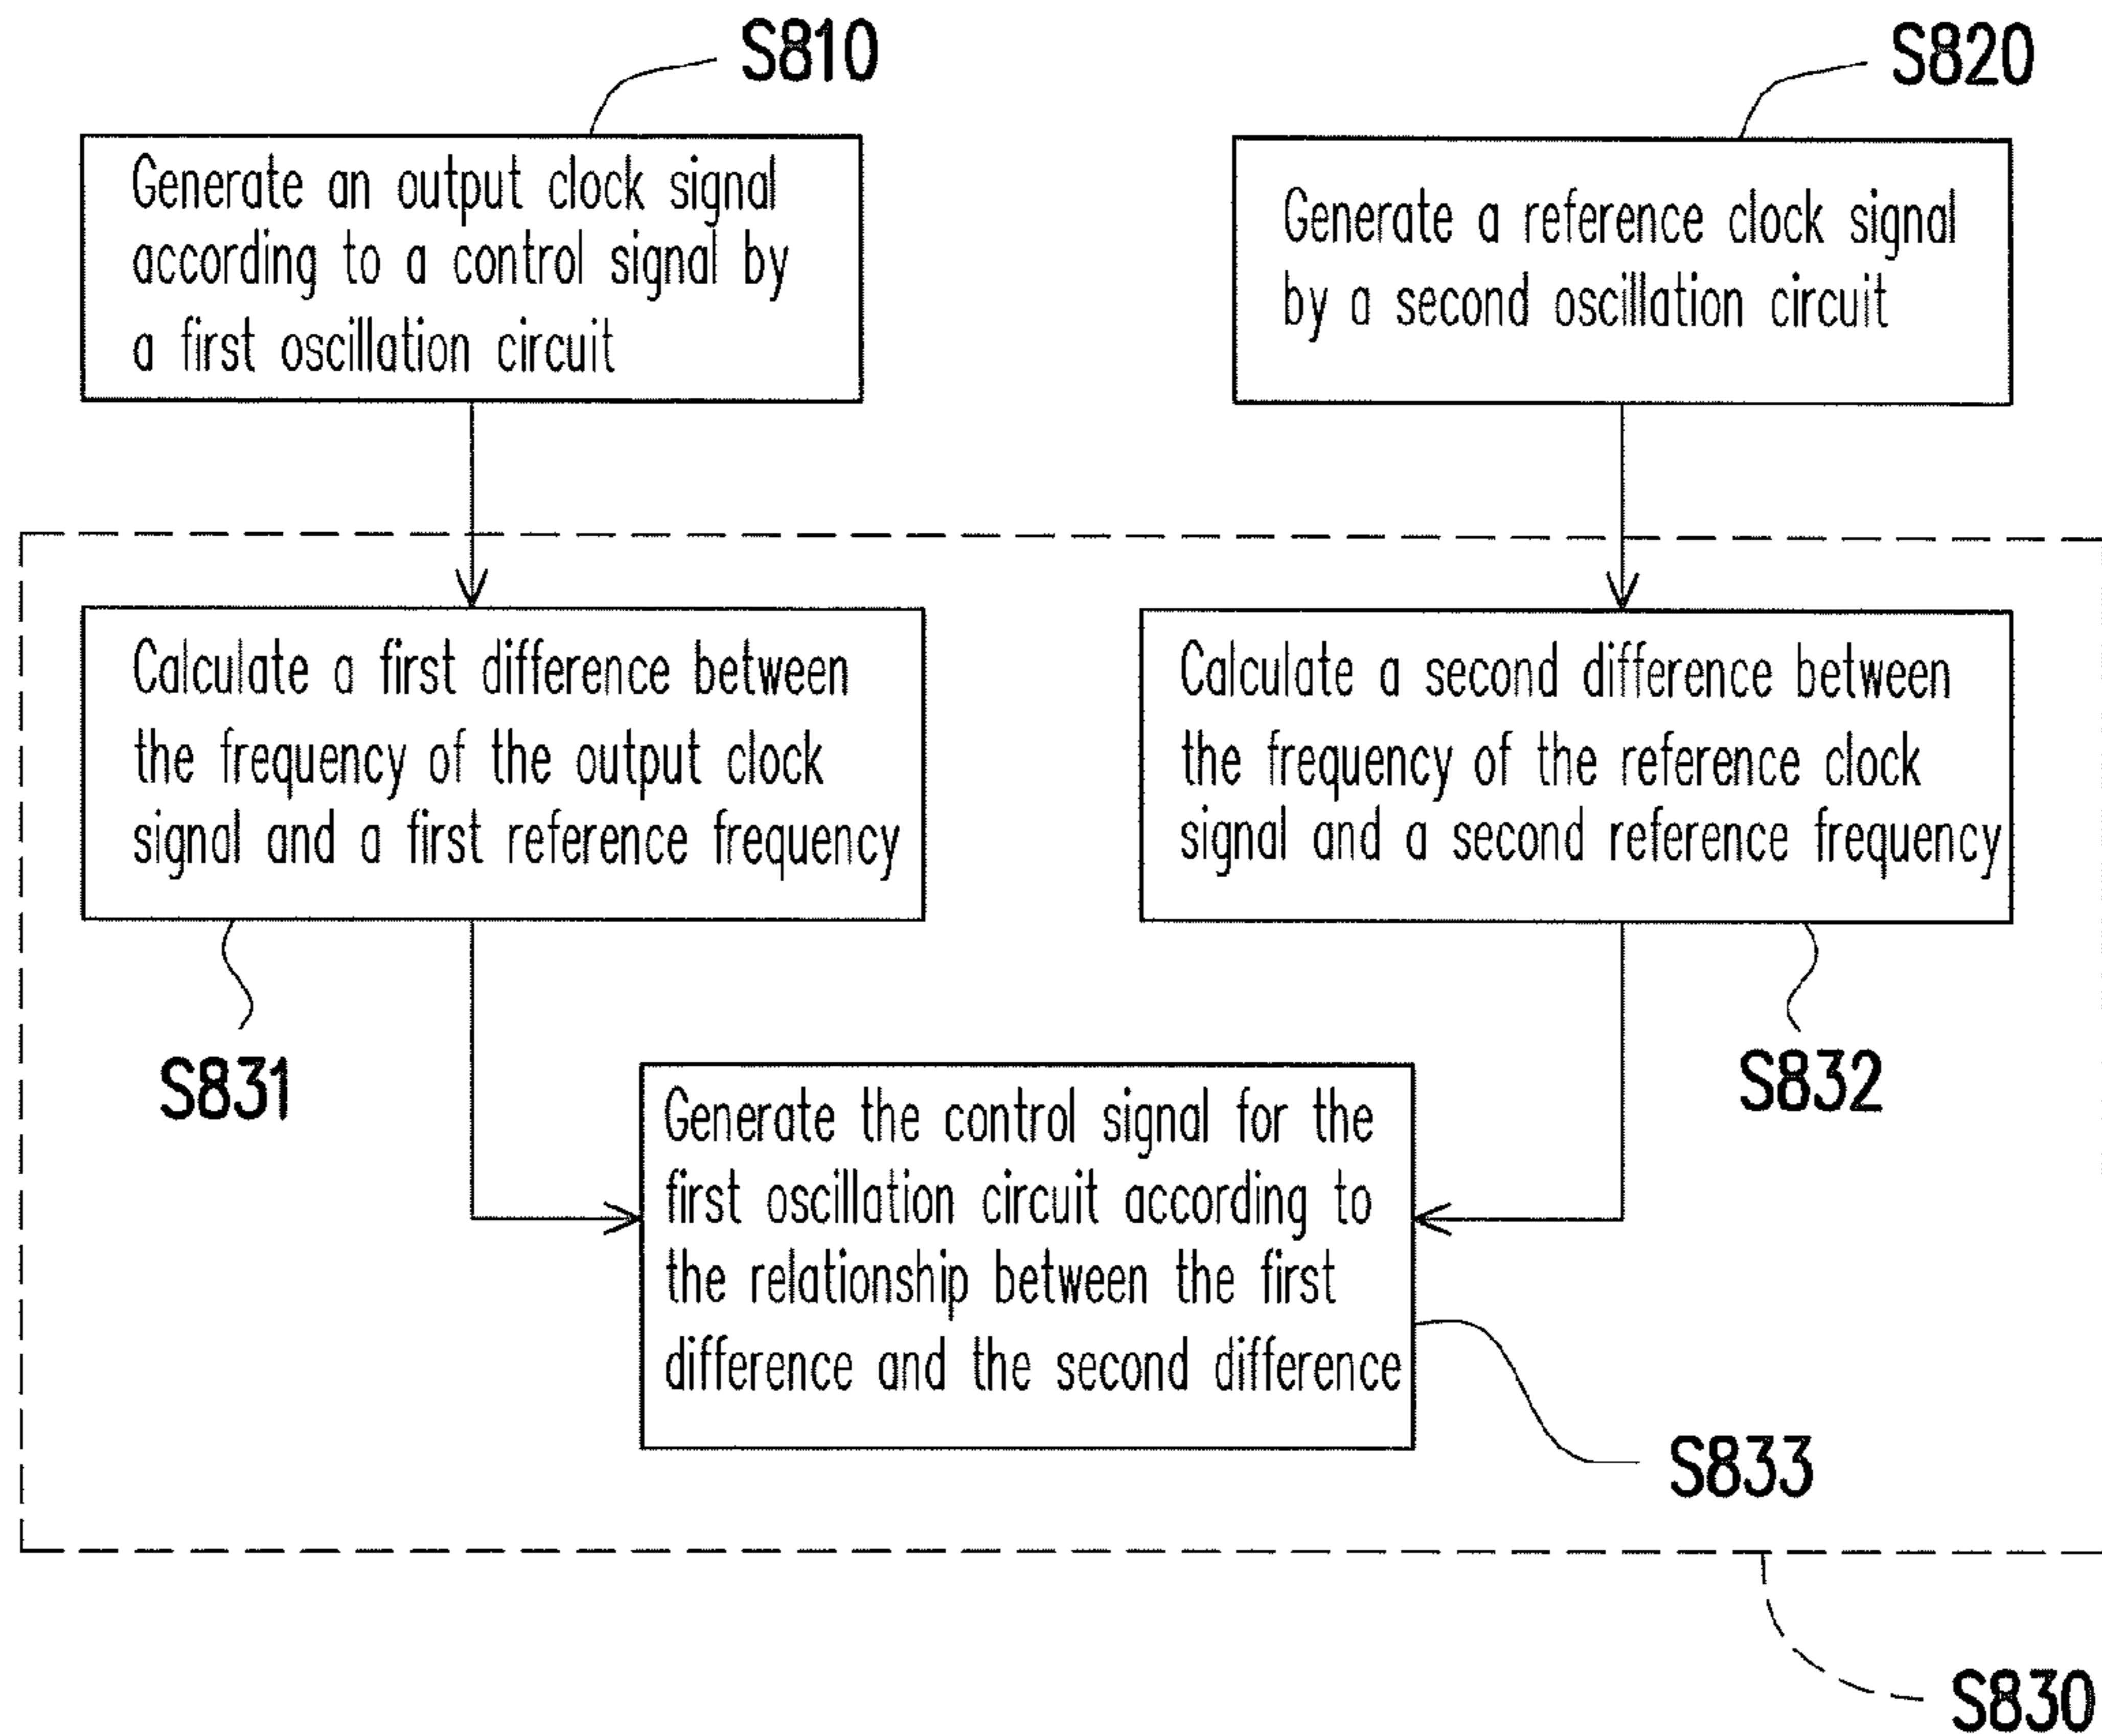 S810
Generate an output clock signal
according to a control signal by
a first oscillation circuit
S820
Generate a reference clock signal
by a second oscillation circuit
Calculate a first difference between
the frequency of the output clock
signal and a first reference frequency
S831
Calculate a second difference between
the frequency of the reference clock
signal and a second reference frequency
S832
Generate the control signal for the
first oscillation circuit according to
the relationship between the first
difference and the second difference
S833
S830